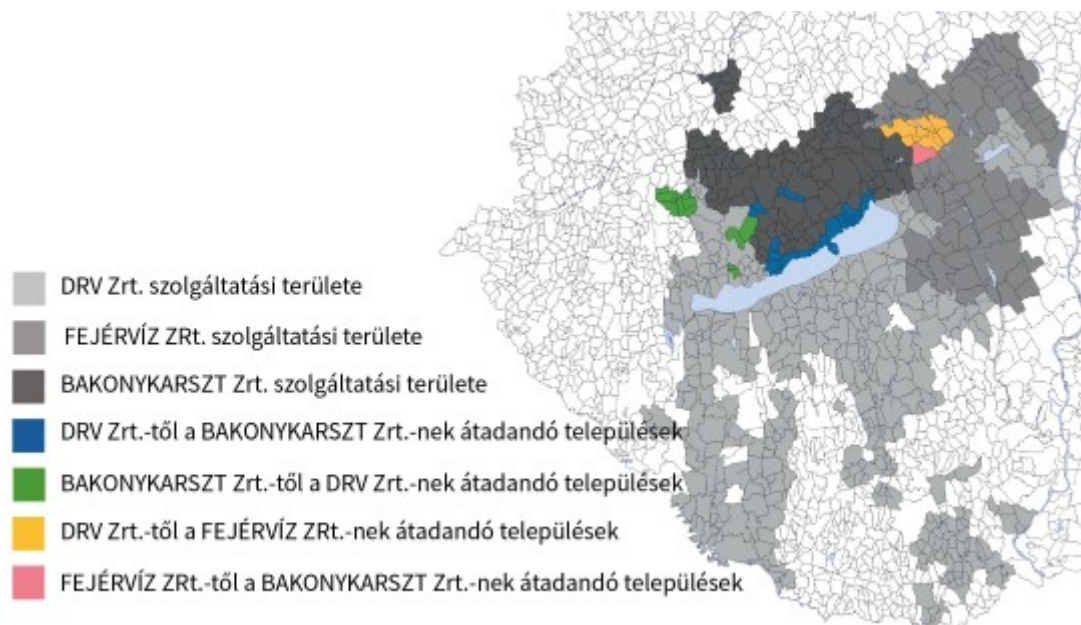 DRV Zrt. szolgáltatási területe
FEJÉRVÍZ ZRt. szolgáltatási területe
BAKONYKARSZT Zrt. szolgáltatási területe
DRV Zrt.-től a BAKONYKARSZT Zrt.-nek átadandó települések
BAKONYKARSZT Zrt.-től a DRV Zrt.-nek átadandó települések
DRV Zrt.-től a FEJÉRVÍZ ZRt.-nek átadandó települések
FEJÉRVÍZ ZRt.-től a BAKONYKARSZT Zrt.-nek átadandó települések